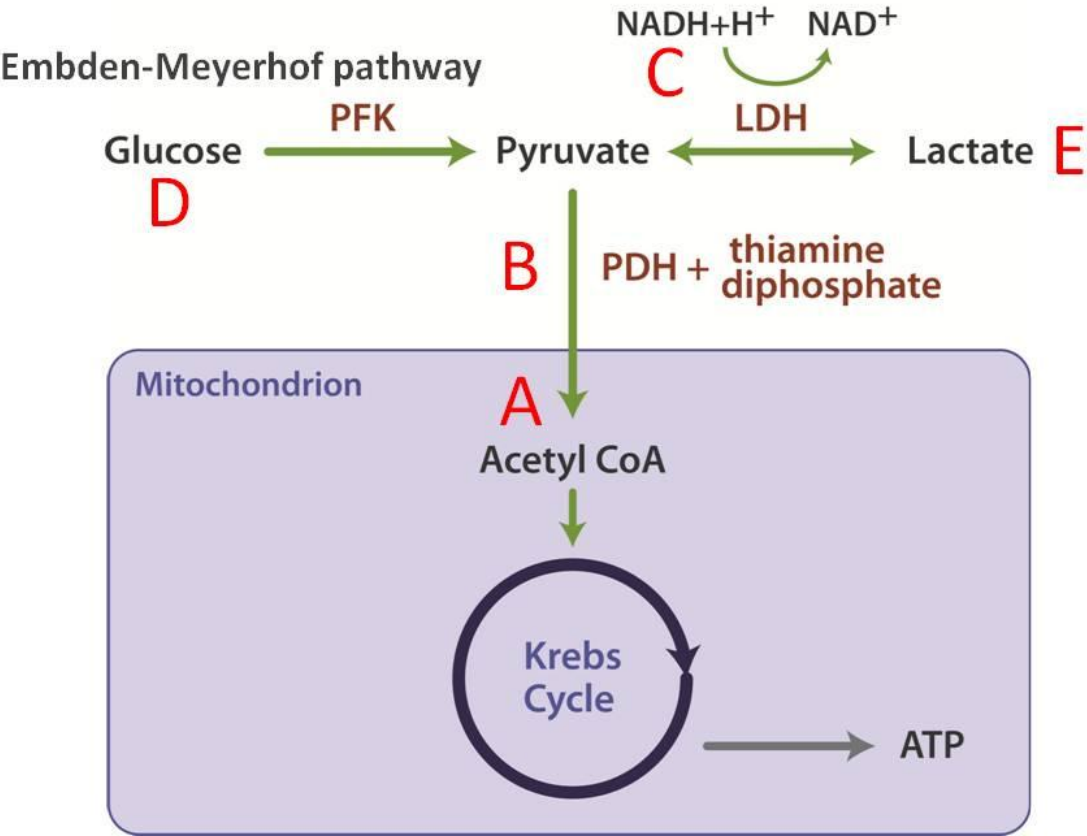 NADH+H⁺ NAD⁺
C
Embden-Meyerhof pathway
PFK LDH
Glucose Pyruvate Lactate E
D
B PDH + thiamine
diphosphate
Mitochondrion
A
Acetyl CoA
Krebs
Cycle
ATP